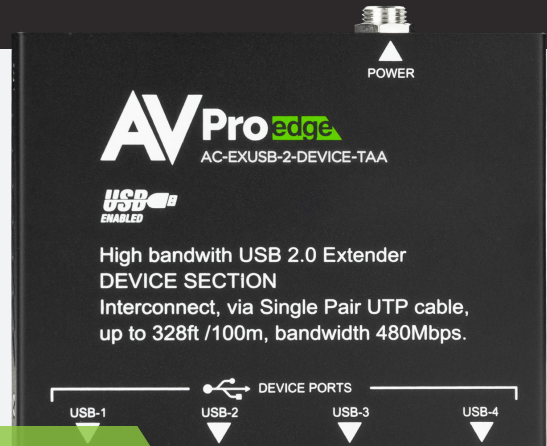 POWER
AVPro edge
AC-EXUSB-2-DEVICE-TAA
USB
ENABLED
High bandwith USB 2.0 Extender
DEVICE SECTION
Interconnect, via Single Pair UTP cable,
up to 328ft /100m, bandwidth 480Mbps.
DEVICE PORTS
USB-1 USB-2 USB-3 USB-4